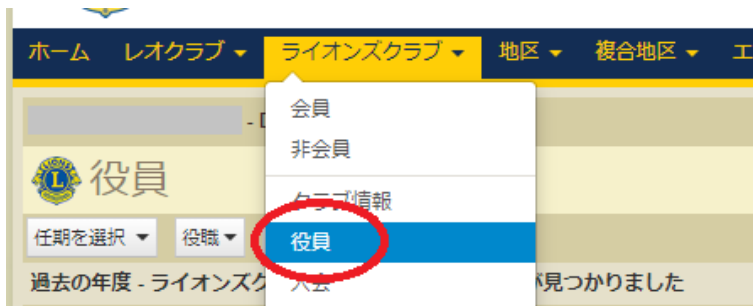 ホーム レオクラブ ライオンズクラブ 地区 複合地区 エ
会員
- D
非会員
役員
クラブ情報
任期を選択 役職 役員
過去の年度 - ライオンズク 入会 が見つかりました